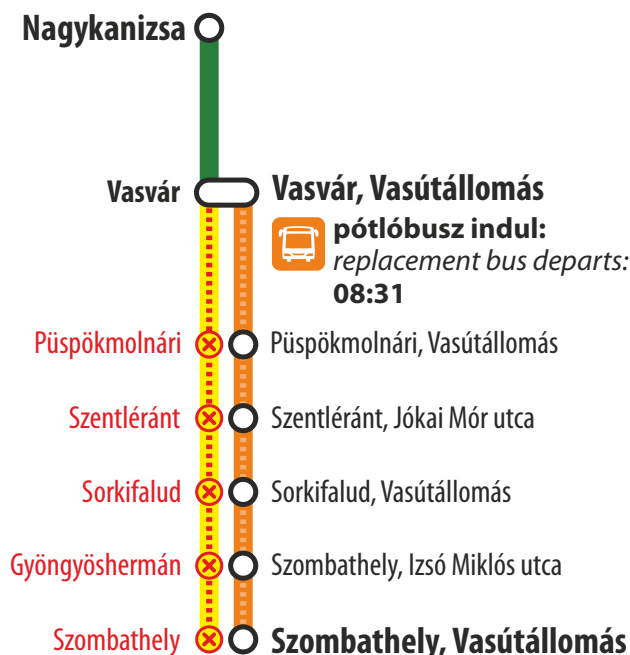 Nagykanizsa
Vasvár
Vasvár, Vasútállomás
pótlóbusz indul:
replacement bus departs:
08:31
Püspökmolnári
Püspökmolnári, Vasútállomás
Szentléránt
Szentléránt, Jókai Mór utca
Sorkifalud
Sorkifalud, Vasútállomás
Gyöngyöshermán
Szombathely, Izsó Miklós utca
Szombathely
Szombathely, Vasútállomás